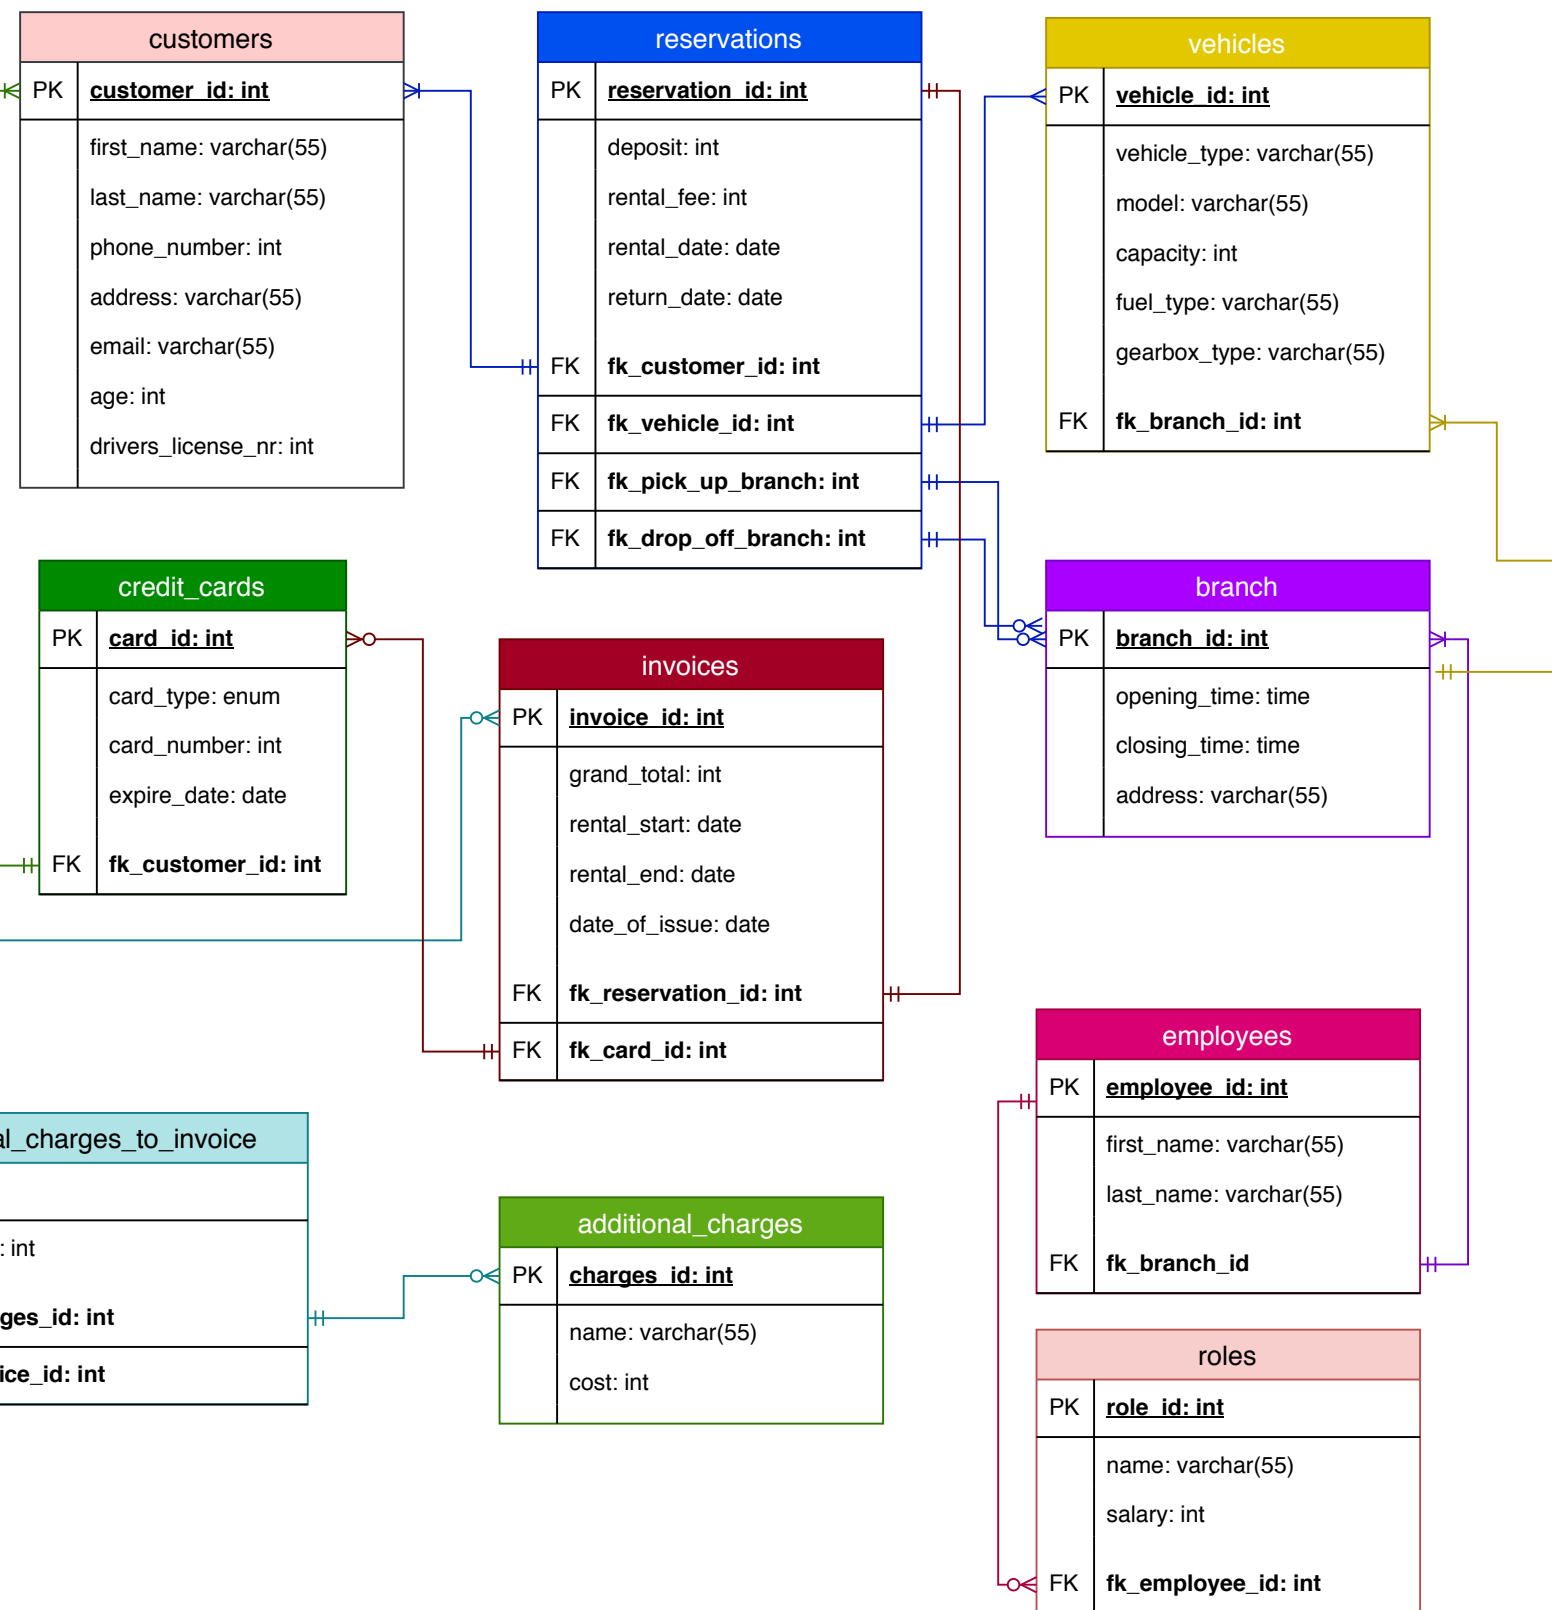 customers
PK customer_id: int
first_name: varchar(55)
last_name: varchar(55)
phone_number: int
address: varchar(55)
email: varchar(55)
age: int
drivers_license_nr: int
reservations
PK reservation_id: int
deposit: int
rental_fee: int
rental_date: date
return_date: date
FK fk_customer_id: int
FK fk_vehicle_id: int
FK fk_pick_up_branch: int
FK fk_drop_off_branch: int
vehicles
PK vehicle_id: int
vehicle_type: varchar(55)
model: varchar(55)
capacity: int
fuel_type: varchar(55)
gearbox_type: varchar(55)
FK fk_branch_id: int
credit_cards
PK card_id: int
card_type: enum
card_number: int
expire_date: date
FK fk_customer_id: int
invoices
PK invoice_id: int
grand_total: int
rental_start: date
rental_end: date
date_of_issue: date
FK fk_reservation_id: int
FK fk_card_id: int
branch
PK branch_id: int
opening_time: time
closing_time: time
address: varchar(55)
al_charges_to_invoice
: int
ges_id: int
ice_id: int
additional_charges
PK charges_id: int
name: varchar(55)
cost: int
employees
PK employee_id: int
first_name: varchar(55)
last_name: varchar(55)
FK fk_branch_id
roles
PK role_id: int
name: varchar(55)
salary: int
FK fk_employee_id: int